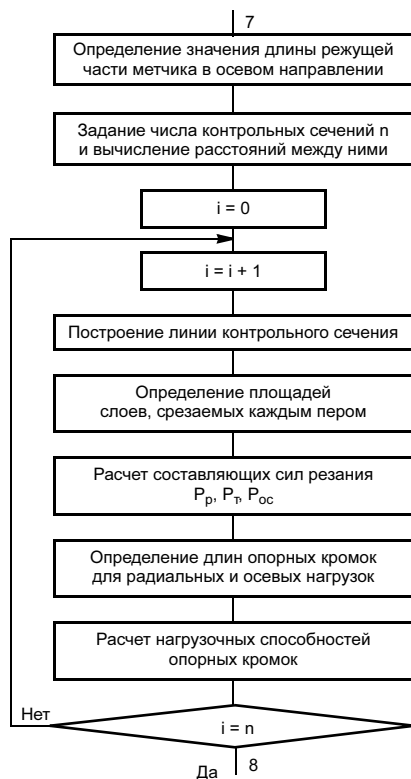 7
Определение значения длины режущей
части метчика в осевом направлении
Задание числа контрольных сечений n
и вычисление расстояний между ними
i = 0
i = i + 1
Построение линии контрольного сечения
Определение площадей
слоев, срезаемых каждым пером
Расчет составляющих сил резания
Pр, Pт, Pос
Определение длин опорных кромок
для радиальных и осевых нагрузок
Расчет нагрузочных способностей
опорных кромок
Нет
i = n
Да
8